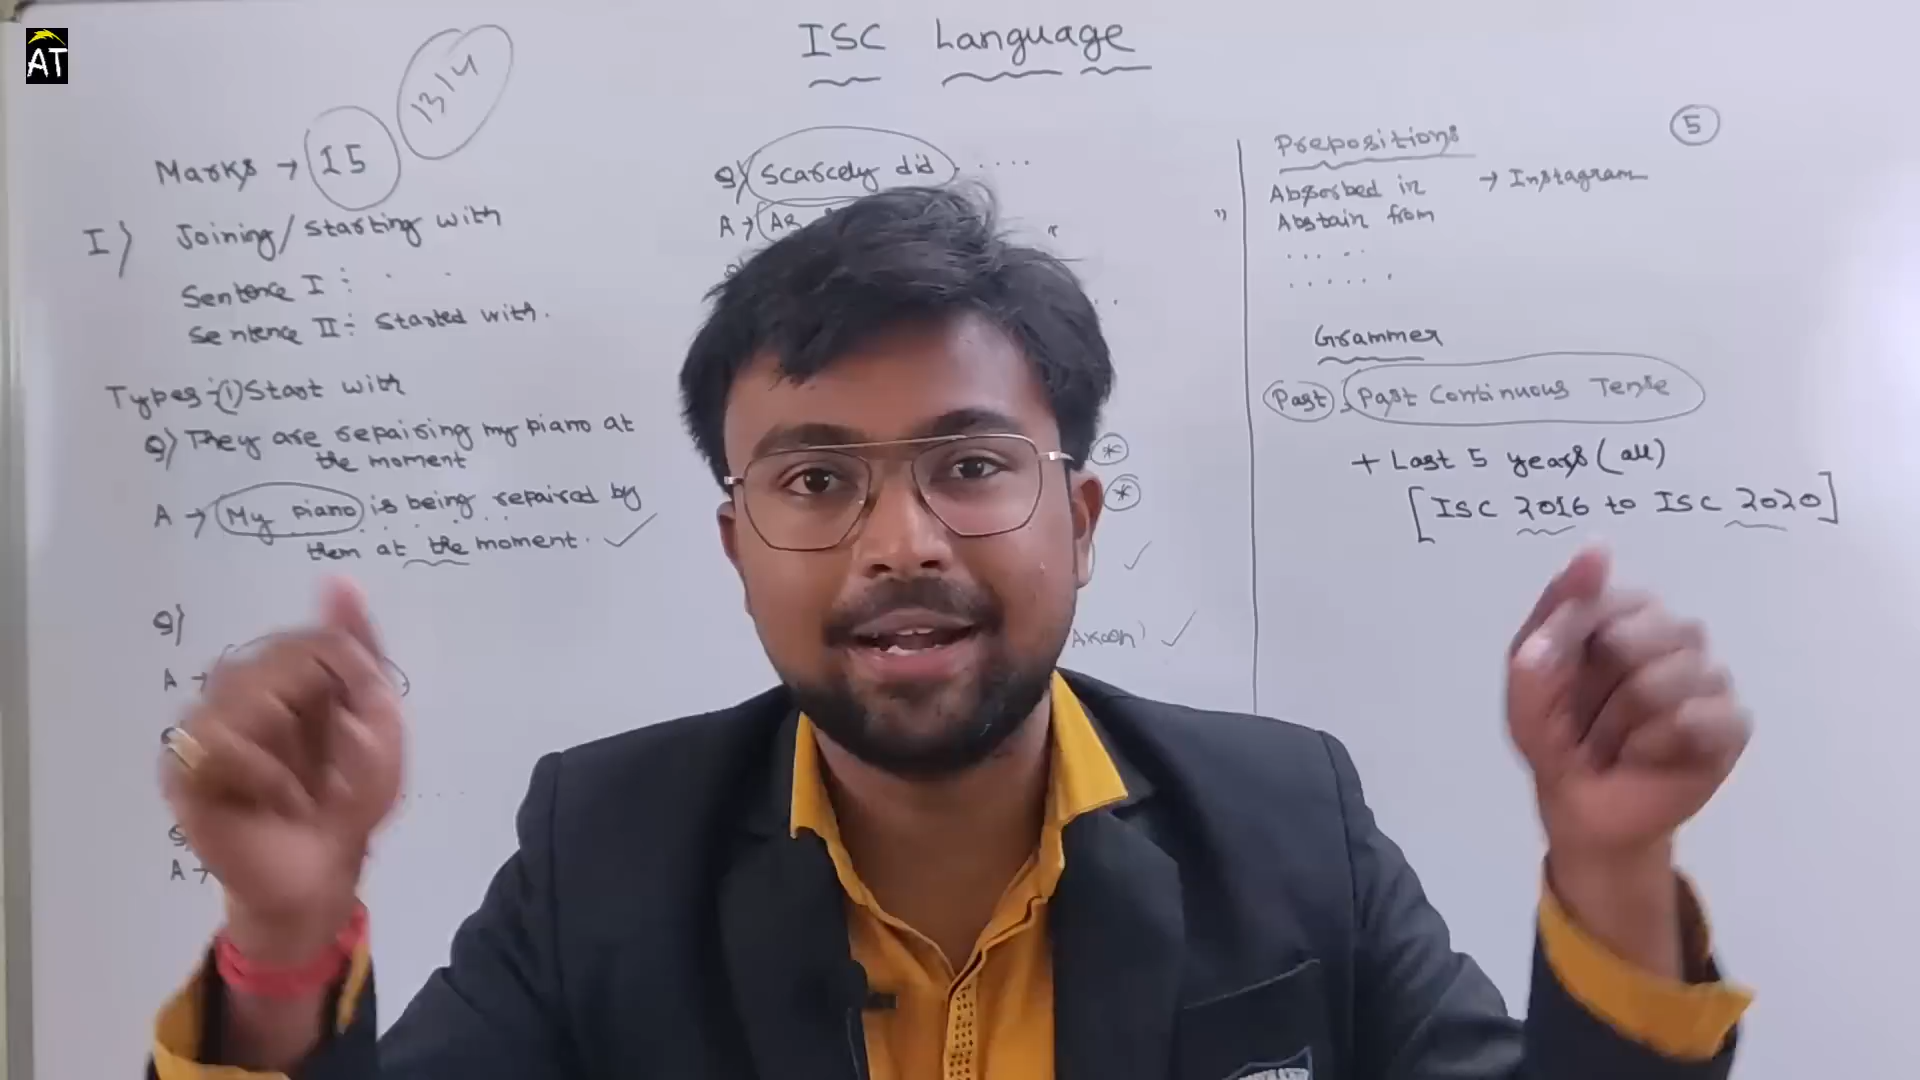 AT
ISC Language
Marks → 15
13/14
I) Joining/starting with
Sentence I :
Sentence II : Started with.
Types :- (1) Start with
Q) They are repairing my piano at
the moment
A → My piano is being repaired by
them at the moment.
Q)
A →
A →
Q) Scarcely did ....
A → As
Prepositions
5
Absorbed in → Instagram
Abstain from
Grammer
Past, Past Continuous Tense
+ Last 5 years (all)
[ISC 2016 to ISC 2020]